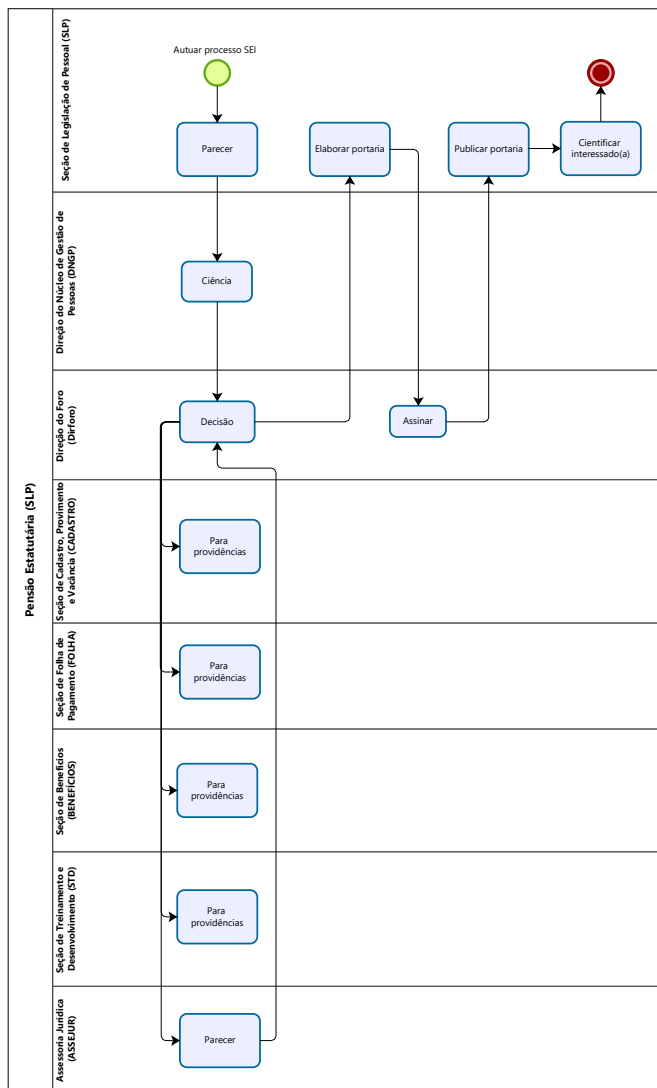 Pensão Estatutária (SLP)
Seção de Legislação de Pessoal (SLP)
Autuar processo SEI
Parecer
Elaborar portaria
Publicar portaria
Cientificar
interessado(a)
Direção do Núcleo de Gestão de
Pessoas (DNGP)
Ciência
Direção do Foro
(Dirforo)
Decisão
Assinar
Seção de Cadastro, Provimento
e Vacância (CADASTRO)
Para
providências
Seção de Folha de
Pagamento (FOLHA)
Para
providências
Seção de Benefícios
(BENEFÍCIOS)
Para
providências
Seção de Treinamento e
Desenvolvimento (STD)
Para
providências
Assessoria Jurídica
(ASSEJUR)
Parecer